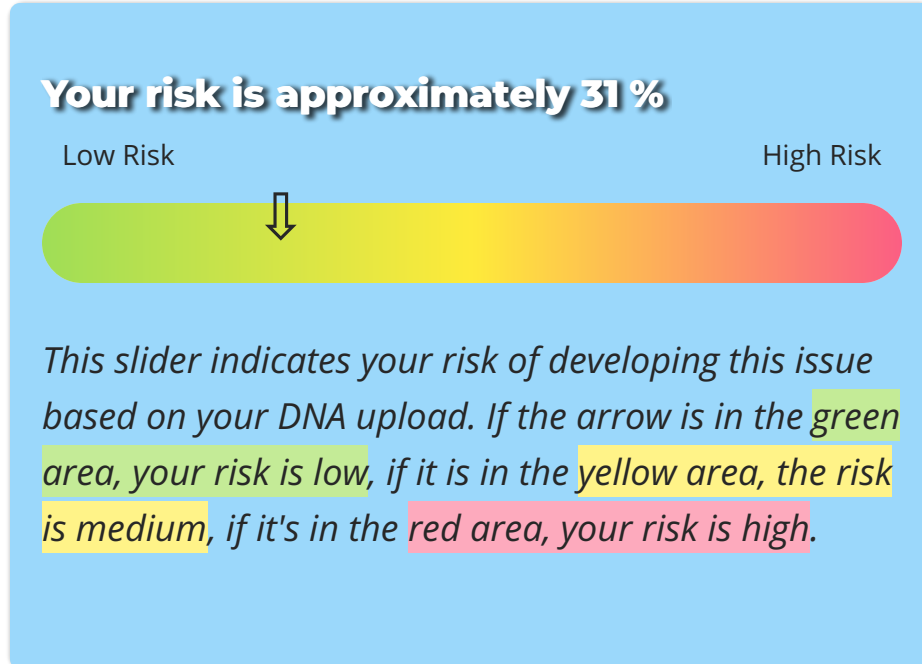 Your risk is approximately 31 %
Low Risk High Risk
This slider indicates your risk of developing this issue
based on your DNA upload. If the arrow is in the green
area, your risk is low, if it is in the yellow area, the risk
is medium, if it's in the red area, your risk is high.